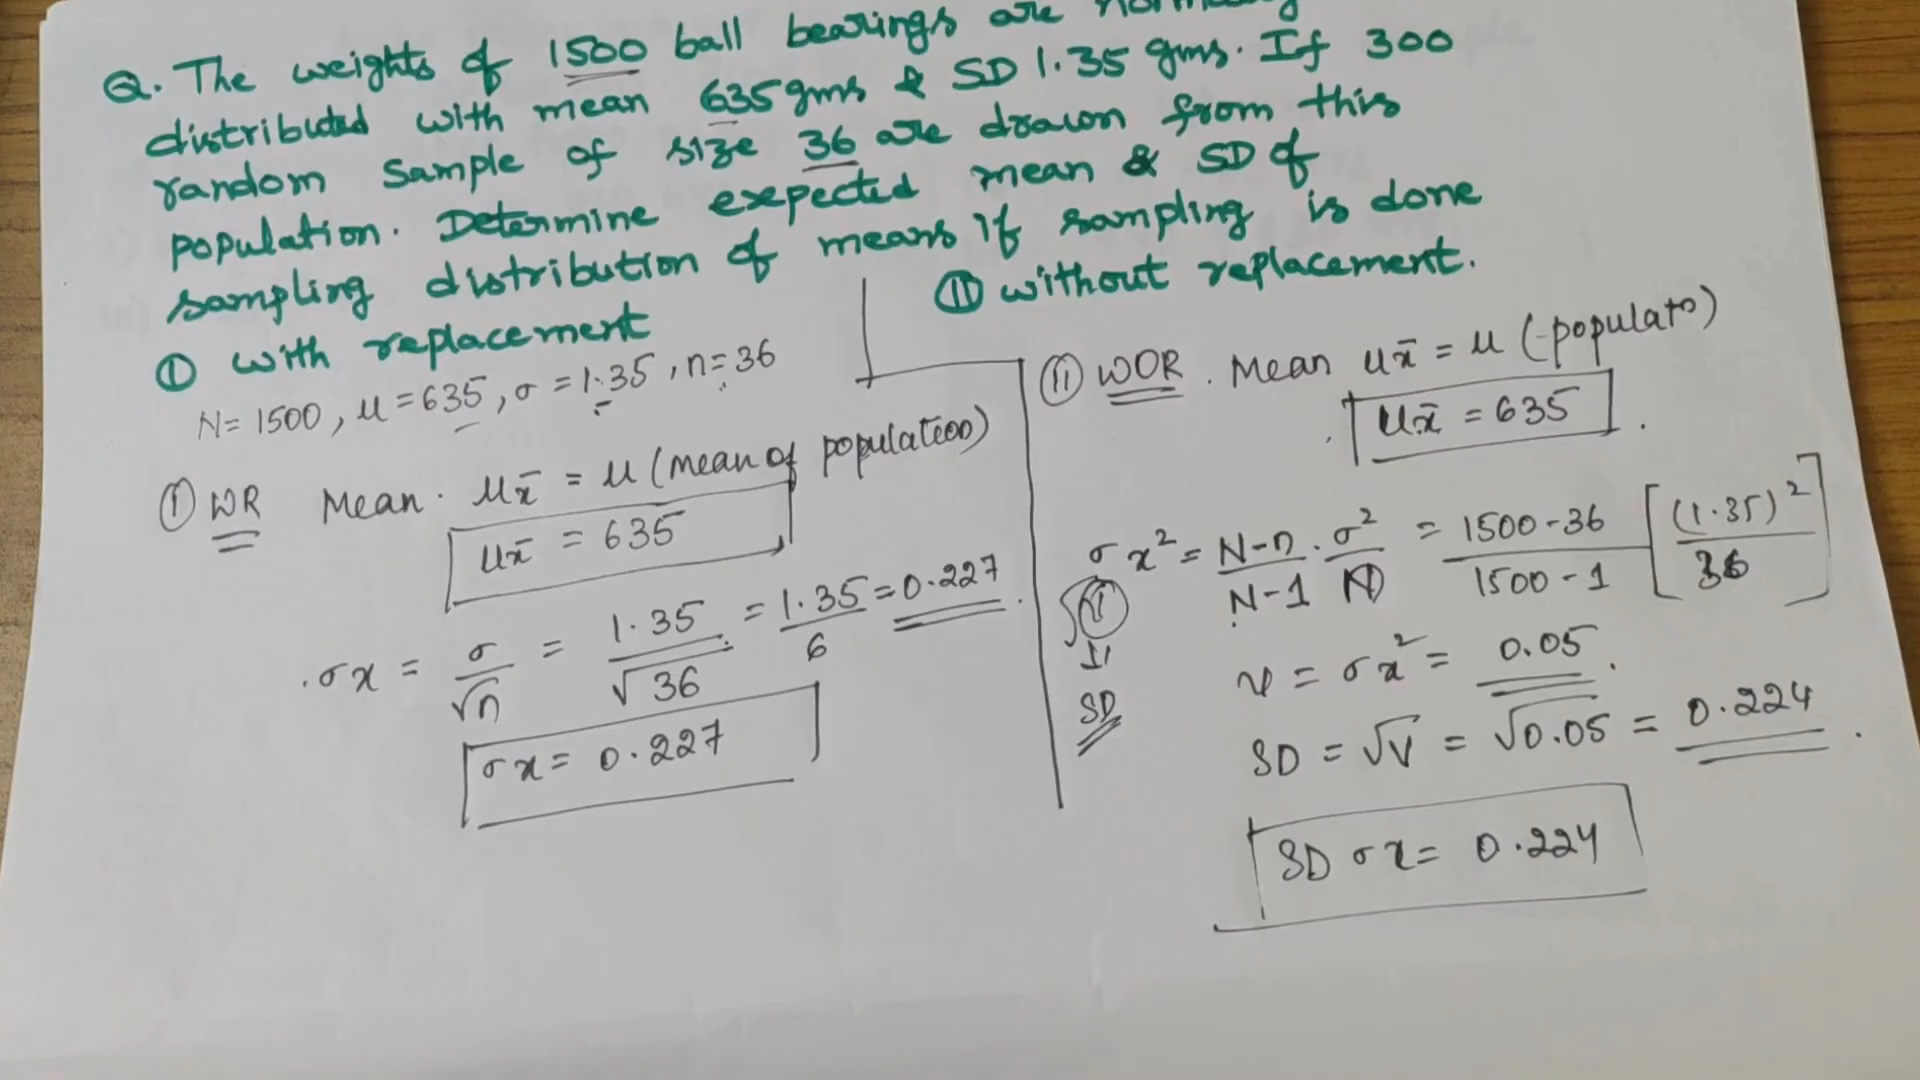 Q. The weights of 1500 ball bearings are normally
distributed with mean 635gms & SD 1.35 gms. If 300
random sample of size 36 are drawn from this
population. Determine exepected mean & SD of
sampling distribution of means if sampling is done
I with replacement
II without replacement.
N= 1500, μ=635, σ=1.35, n=36
I WR Mean. μx̄ = μ (mean of population)
μx̄ = 635
σx = σ/√n = 1.35/√36 = 1.35/6 = 0.227
σx = 0.227
II WOR. Mean μx̄ = μ (populato)
μx̄ = 635
σx² = N-n/N-1 . σ²/n = 1500-36/1500-1 [(1.35)²/36]
SD
v = σx² = 0.05
SD = √V = √0.05 = 0.224
SD σx = 0.224